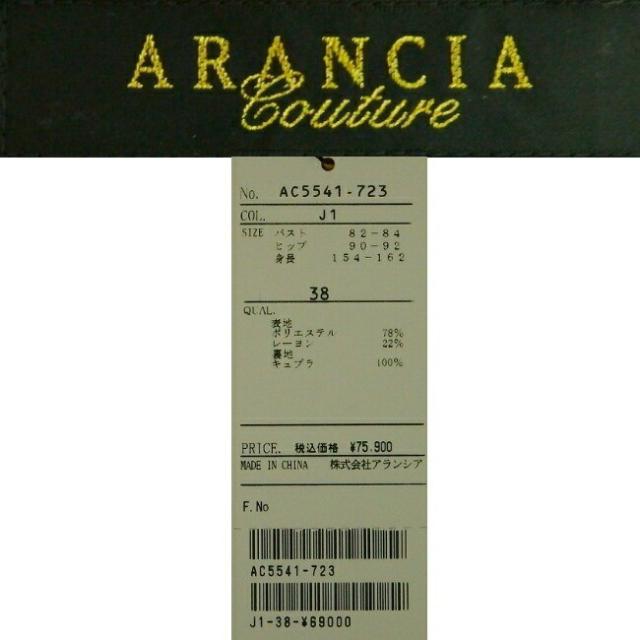 ARANCIA
Couture
No. AC5541-723
COL. J1
SIZE バスト 82-84
ヒップ 90-92
身長 154-162
38
QUAL.
表地
ポリエステル 78%
レーヨン 22%
裏地
キュプラ 100%
PRICE. 税込価格 ¥75.900
MADE IN CHINA 株式会社アランシア
F.No
AC5541-723
J1-38-¥69000